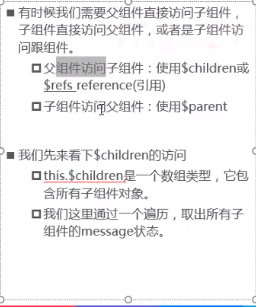 有时候我们需要父组件直接访问子组件，
子组件直接访问父组件，或者是子组件访
问跟组件。
父组件访问子组件：使用$children或
$refs reference(引用)
子组件访问父组件：使用$parent
我们先来看下$children的访问
this.$children是一个数组类型，它包
含所有子组件对象。
我们这里通过一个遍历，取出所有子
组件的message状态。